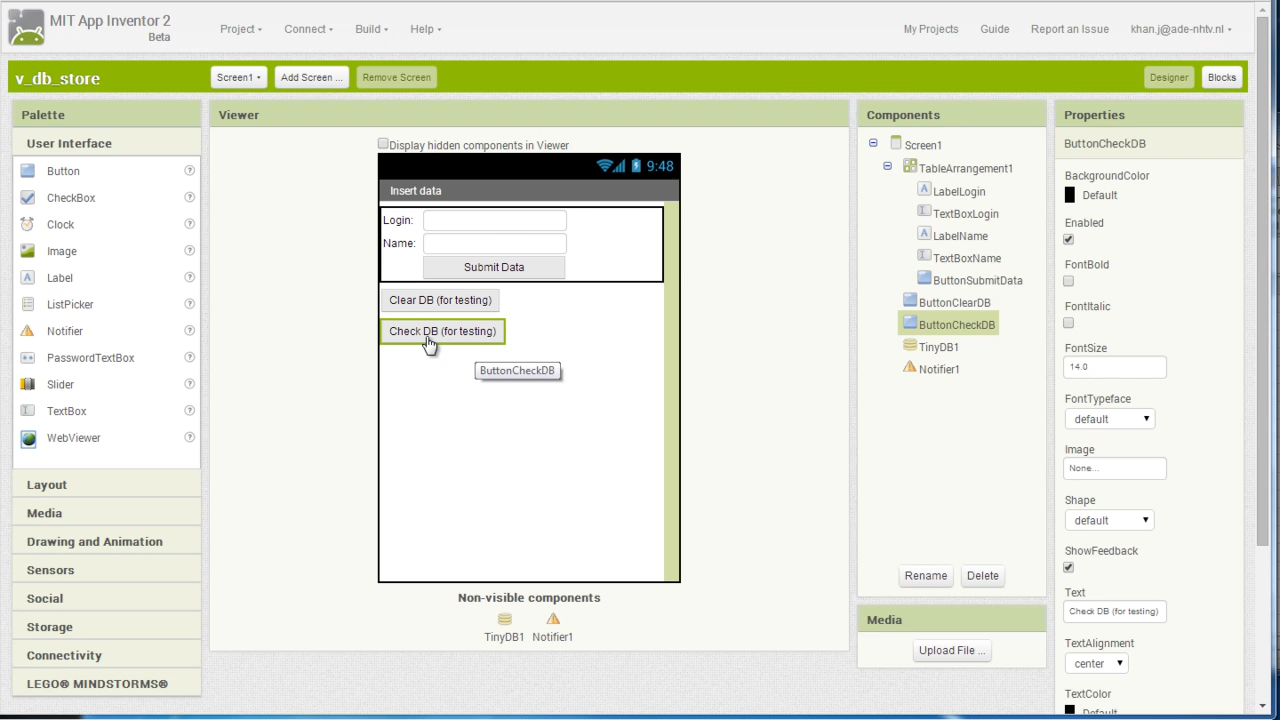 MIT App Inventor 2
Beta
Project
Connect
Build
Help
My Projects
Guide
Report an Issue
khan.j@ade-nhtv.nl
v_db_store
Screen1
Add Screen ...
Remove Screen
Designer
Blocks
Palette
User Interface
Button ?
CheckBox ?
Clock ?
Image ?
Label ?
ListPicker ?
Notifier ?
PasswordTextBox ?
Slider ?
TextBox ?
WebViewer ?
Layout
Media
Drawing and Animation
Sensors
Social
Storage
Connectivity
LEGO® MINDSTORMS®
Viewer
Display hidden components in Viewer
9:48
Insert data
Login:
Name:
Submit Data
Clear DB (for testing)
Check DB (for testing)
ButtonCheckDB
Non-visible components
TinyDB1
Notifier1
Components
Screen1
TableArrangement1
A LabelLogin
TextBoxLogin
A LabelName
TextBoxName
ButtonSubmitData
ButtonClearDB
ButtonCheckDB
TinyDB1
Notifier1
Rename
Delete
Media
Upload File ...
Properties
ButtonCheckDB
BackgroundColor
Default
Enabled
FontBold
FontItalic
FontSize
14.0
FontTypeface
default
Image
None...
Shape
default
ShowFeedback
Text
Check DB (for testing)
TextAlignment
center
TextColor
Default